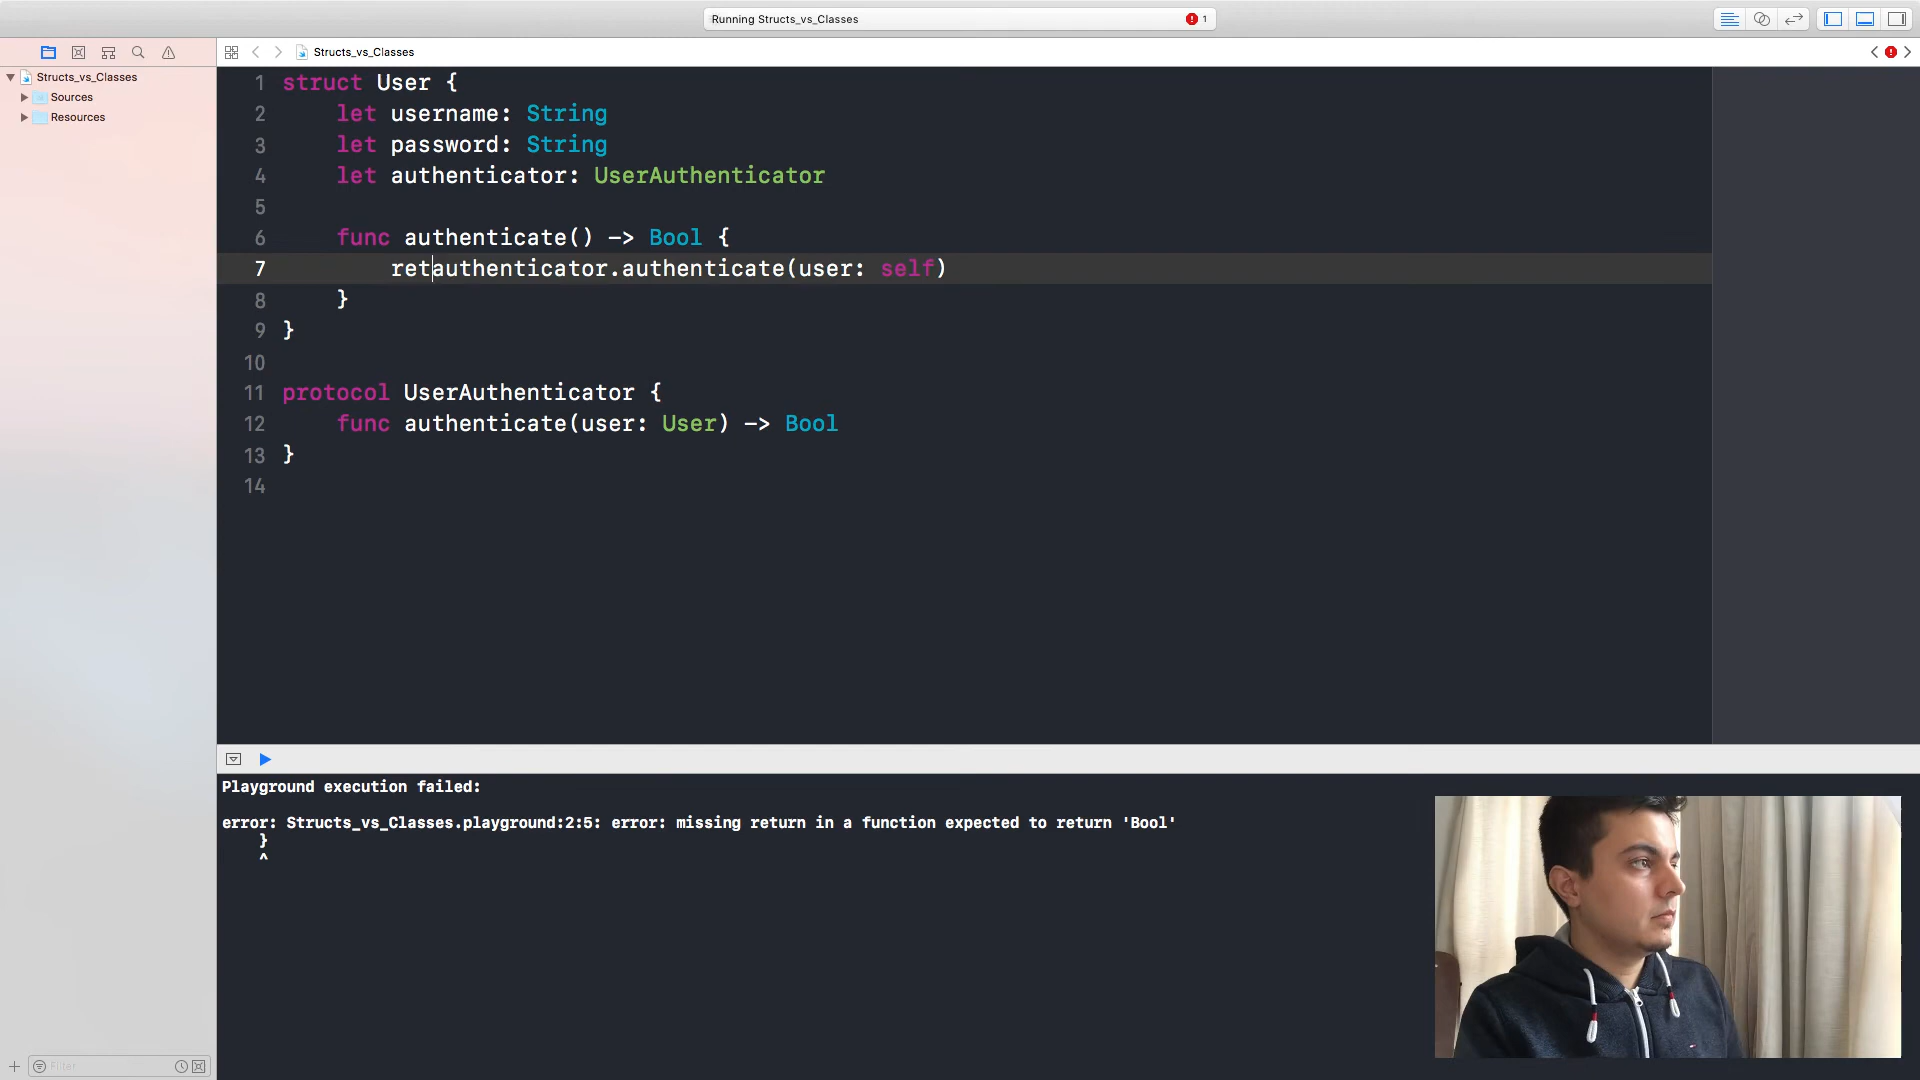 Running Structs_vs_Classes
1
Structs_vs_Classes
Structs_vs_Classes
Sources
Resources
1 struct User {
2 let username: String
3 let password: String
4 let authenticator: UserAuthenticator
5
6 func authenticate() -> Bool {
7 retauthenticator.authenticate(user: self)
8 }
9 }
10
11 protocol UserAuthenticator {
12 func authenticate(user: User) -> Bool
13 }
14
Playground execution failed:
error: Structs_vs_Classes.playground:2:5: error: missing return in a function expected to return 'Bool'
}
^
Filter